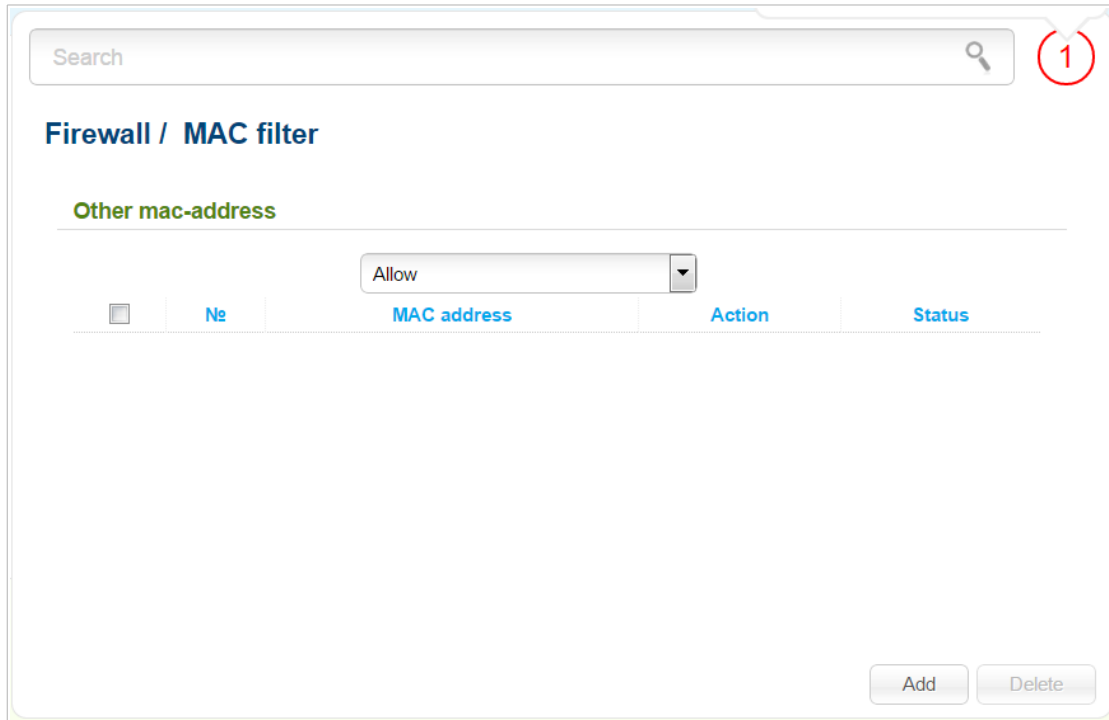 Search
1
Firewall / MAC filter
Other mac-address
Allow
№ MAC address Action Status
Add Delete